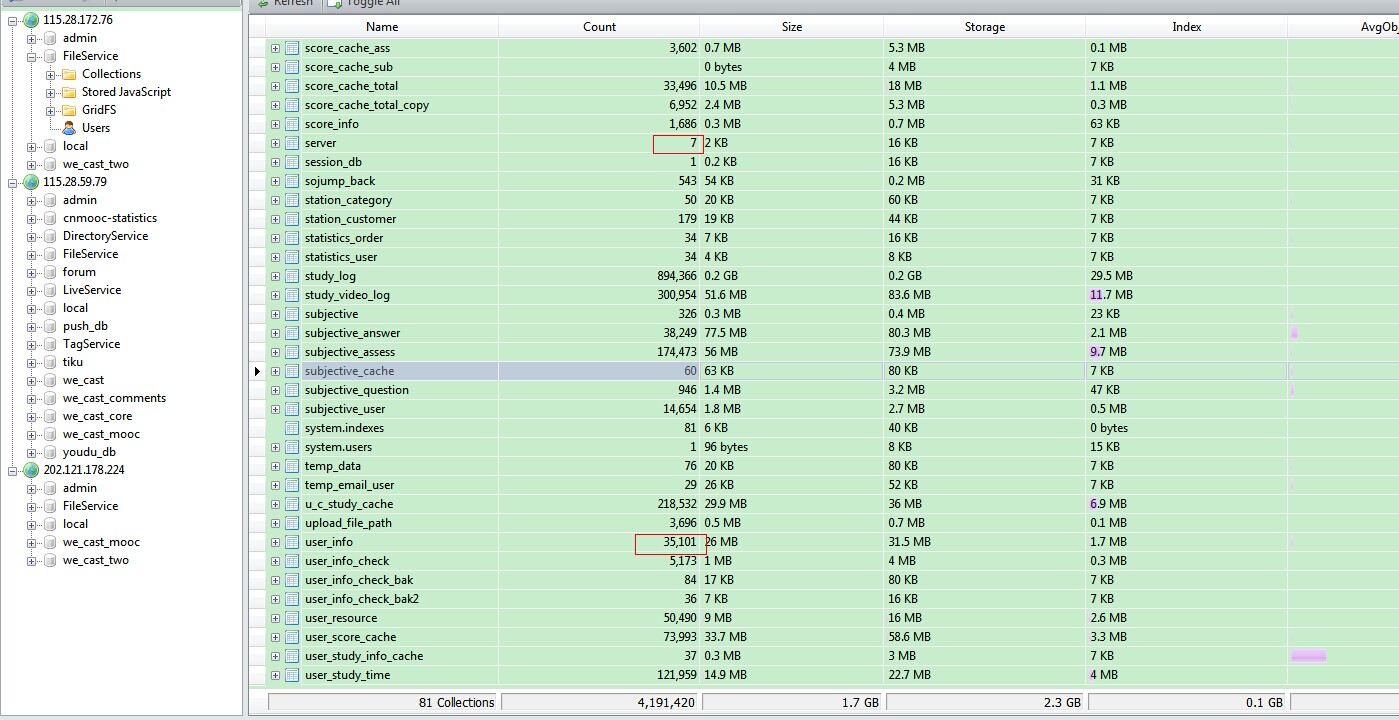 Refresh Toggle All
115.28.172.76
admin
FileService
Collections
Stored JavaScript
GridFS
Users
local
we_cast_two
115.28.59.79
admin
cnmooc-statistics
DirectoryService
FileService
forum
LiveService
local
push_db
TagService
tiku
we_cast
we_cast_comments
we_cast_core
we_cast_mooc
youdu_db
202.121.178.224
admin
FileService
local
we_cast_mooc
we_cast_two
Name Count Size Storage Index AvgObj
score_cache_ass 3,602 0.7 MB 5.3 MB 0.1 MB
score_cache_sub 0 bytes 4 MB 7 KB
score_cache_total 33,496 10.5 MB 18 MB 1.1 MB
score_cache_total_copy 6,952 2.4 MB 5.3 MB 0.3 MB
score_info 1,686 0.3 MB 0.7 MB 63 KB
server 7 2 KB 16 KB 7 KB
session_db 1 0.2 KB 16 KB 7 KB
sojump_back 543 54 KB 0.2 MB 31 KB
station_category 50 20 KB 60 KB 7 KB
station_customer 179 19 KB 44 KB 7 KB
statistics_order 34 7 KB 16 KB 7 KB
statistics_user 34 4 KB 8 KB 7 KB
study_log 894,366 0.2 GB 0.2 GB 29.5 MB
study_video_log 300,954 51.6 MB 83.6 MB 11.7 MB
subjective 326 0.3 MB 0.4 MB 23 KB
subjective_answer 38,249 77.5 MB 80.3 MB 2.1 MB
subjective_assess 174,473 56 MB 73.9 MB 9.7 MB
subjective_cache 60 63 KB 80 KB 7 KB
subjective_question 946 1.4 MB 3.2 MB 47 KB
subjective_user 14,654 1.8 MB 2.7 MB 0.5 MB
system.indexes 81 6 KB 40 KB 0 bytes
system.users 1 96 bytes 8 KB 15 KB
temp_data 76 20 KB 80 KB 7 KB
temp_email_user 29 26 KB 52 KB 7 KB
u_c_study_cache 218,532 29.9 MB 36 MB 6.9 MB
upload_file_path 3,696 0.5 MB 0.7 MB 0.1 MB
user_info 35,101 26 MB 31.5 MB 1.7 MB
user_info_check 5,173 1 MB 4 MB 0.3 MB
user_info_check_bak 84 17 KB 80 KB 7 KB
user_info_check_bak2 36 7 KB 16 KB 7 KB
user_resource 50,490 9 MB 16 MB 2.6 MB
user_score_cache 73,993 33.7 MB 58.6 MB 3.3 MB
user_study_info_cache 37 0.3 MB 3 MB 7 KB
user_study_time 121,959 14.9 MB 22.7 MB 4 MB
81 Collections 4,191,420 1.7 GB 2.3 GB 0.1 GB